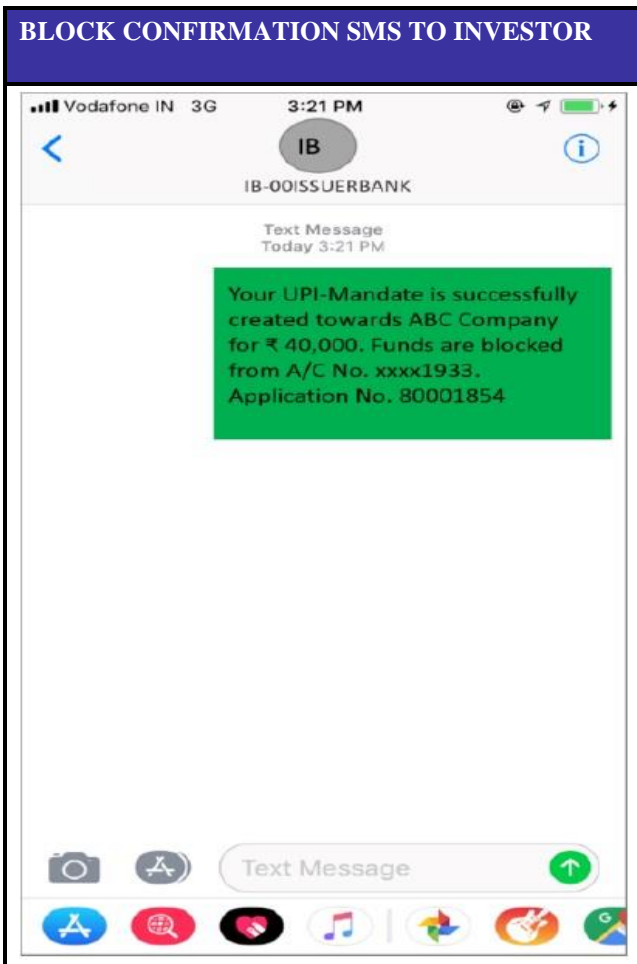 BLOCK CONFIRMATION SMS TO INVESTOR
Vodafone IN 3G 3:21 PM
IB
IB-00ISSUERBANK
Text Message
Today 3:21 PM
Your UPI-Mandate is successfully
created towards ABC Company
for ₹ 40,000. Funds are blocked
from A/C No. xxxx1933.
Application No. 80001854
Text Message
G